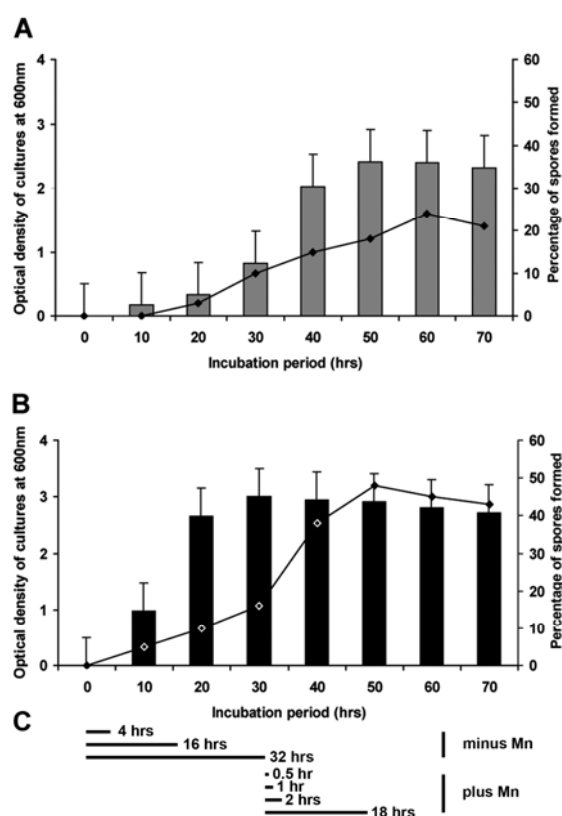 A
Optical density of cultures at 600nm
4
3
2
1
0
Percentage of spores formed
60
50
40
30
20
10
0
0 10 20 30 40 50 60 70
Incubation period (hrs)
B
Optical density of cultures at 600nm
4
3
2
1
0
Percentage of spores formed
60
50
40
30
20
10
0
0 10 20 30 40 50 60 70
Incubation period (hrs)
C
4 hrs
16 hrs
32 hrs
minus Mn
0.5 hr
1 hr
2 hrs
18 hrs
plus Mn